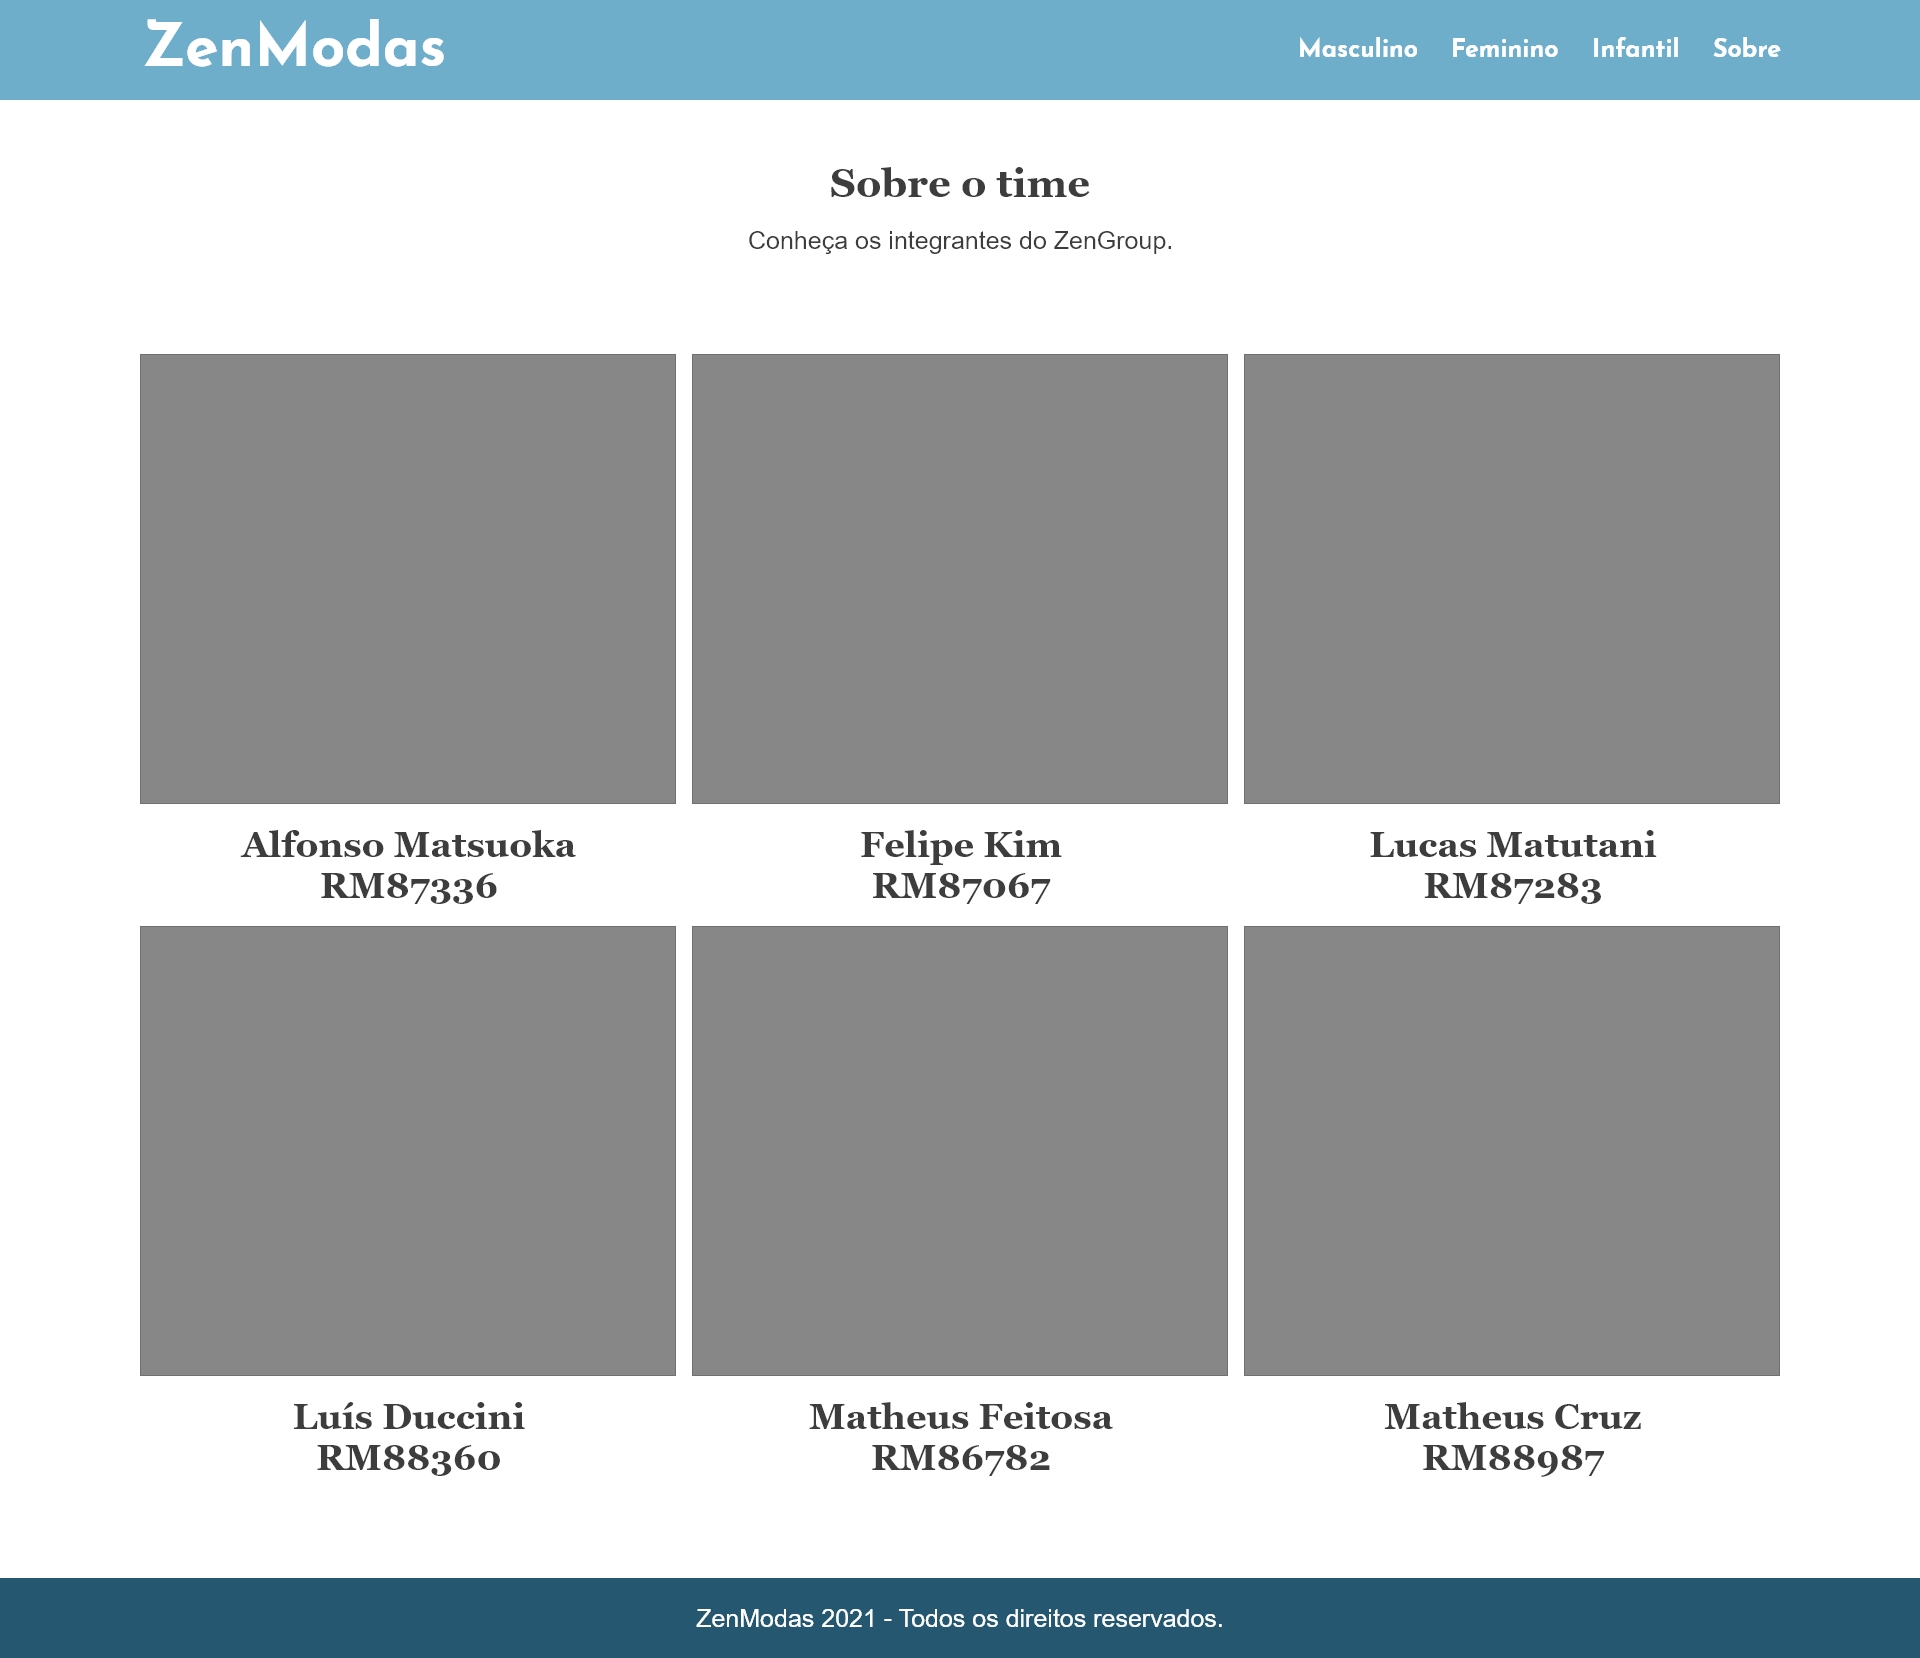 ZenModas
Masculino Feminino Infantil Sobre
Sobre o time
Conheça os integrantes do ZenGroup.
Alfonso Matsuoka
RM87336
Felipe Kim
RM87067
Lucas Matutani
RM87283
Luís Duccini
RM88360
Matheus Feitosa
RM86782
Matheus Cruz
RM88987
ZenModas 2021 - Todos os direitos reservados.